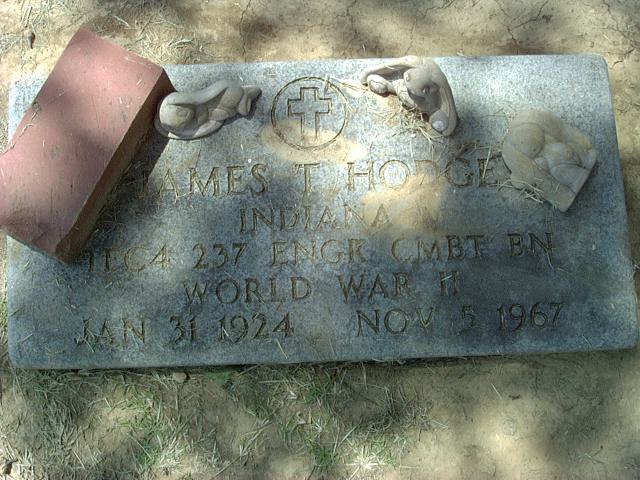 JAMES T HODGE
INDIANA
TEC4 237 ENGR CMBT BN
WORLD WAR II
JAN 31 1924 NOV 5 1967